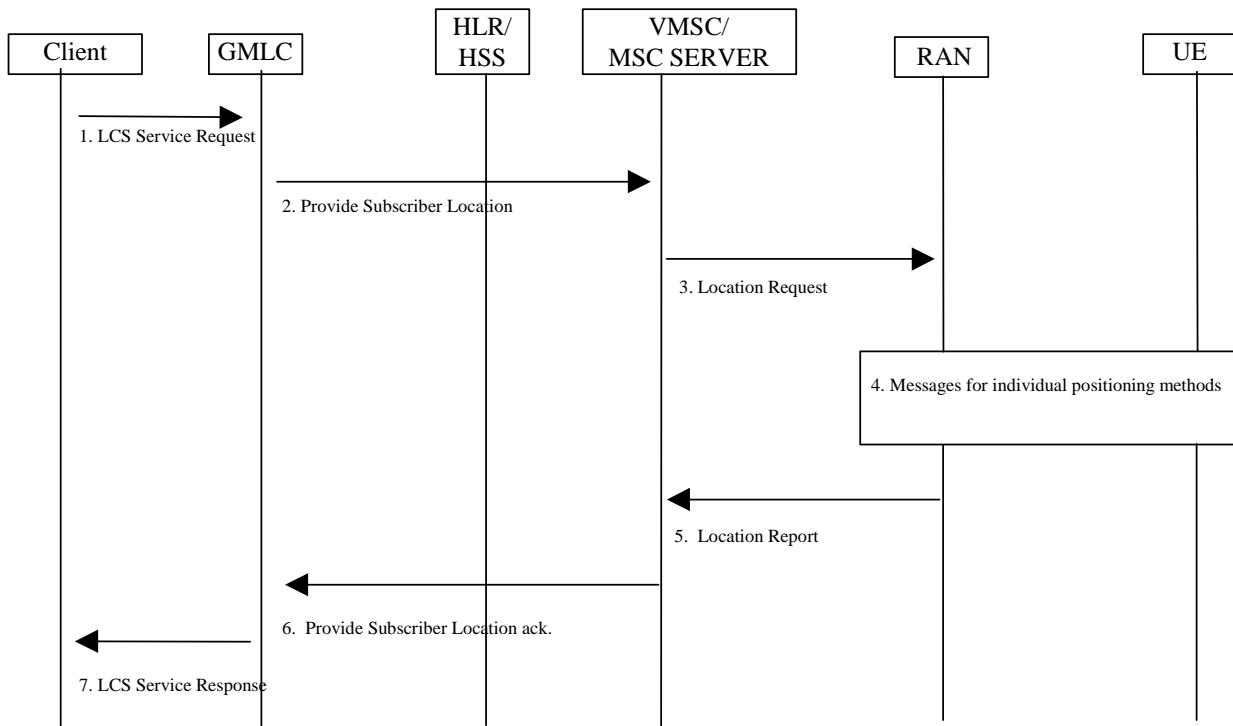 Client
GMLC
HLR/
HSS
VMSC/
MSC SERVER
RAN
UE
1. LCS Service Request
2. Provide Subscriber Location
3. Location Request
4. Messages for individual positioning methods
5. Location Report
6. Provide Subscriber Location ack.
7. LCS Service Response